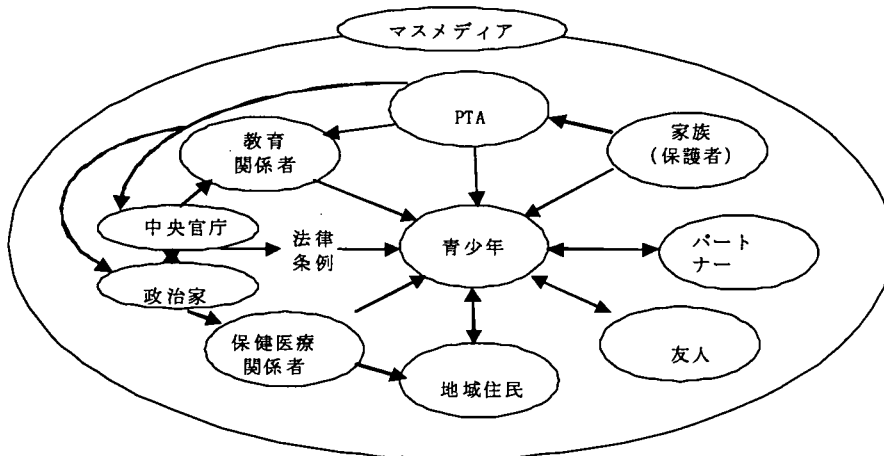 マスメディア
PTA
教育
関係者
家族
(保護者)
中央官庁
法律
条例
青少年
パート
ナー
政治家
保健医療
関係者
地域住民
友人